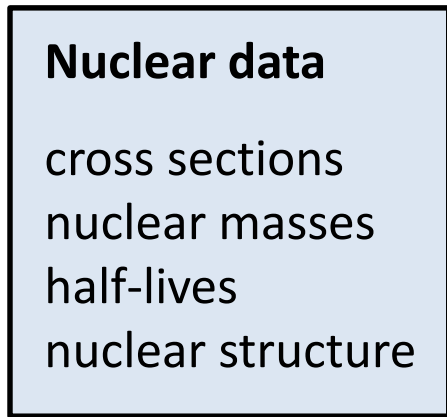 Nuclear data
cross sections
nuclear masses
half-lives
nuclear structure